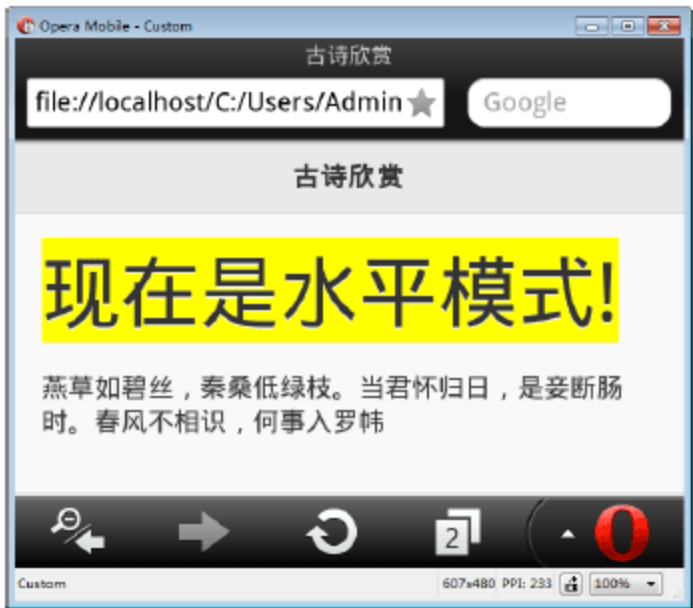 Opera Mobile - Custom
古诗欣赏
file://localhost/C:/Users/Admin
Google
古诗欣赏
现在是水平模式!
燕草如碧丝，秦桑低绿枝。当君怀归日，是妾断肠
时。春风不相识，何事入罗帏
2
Custom
607x480 PPI: 233
100%